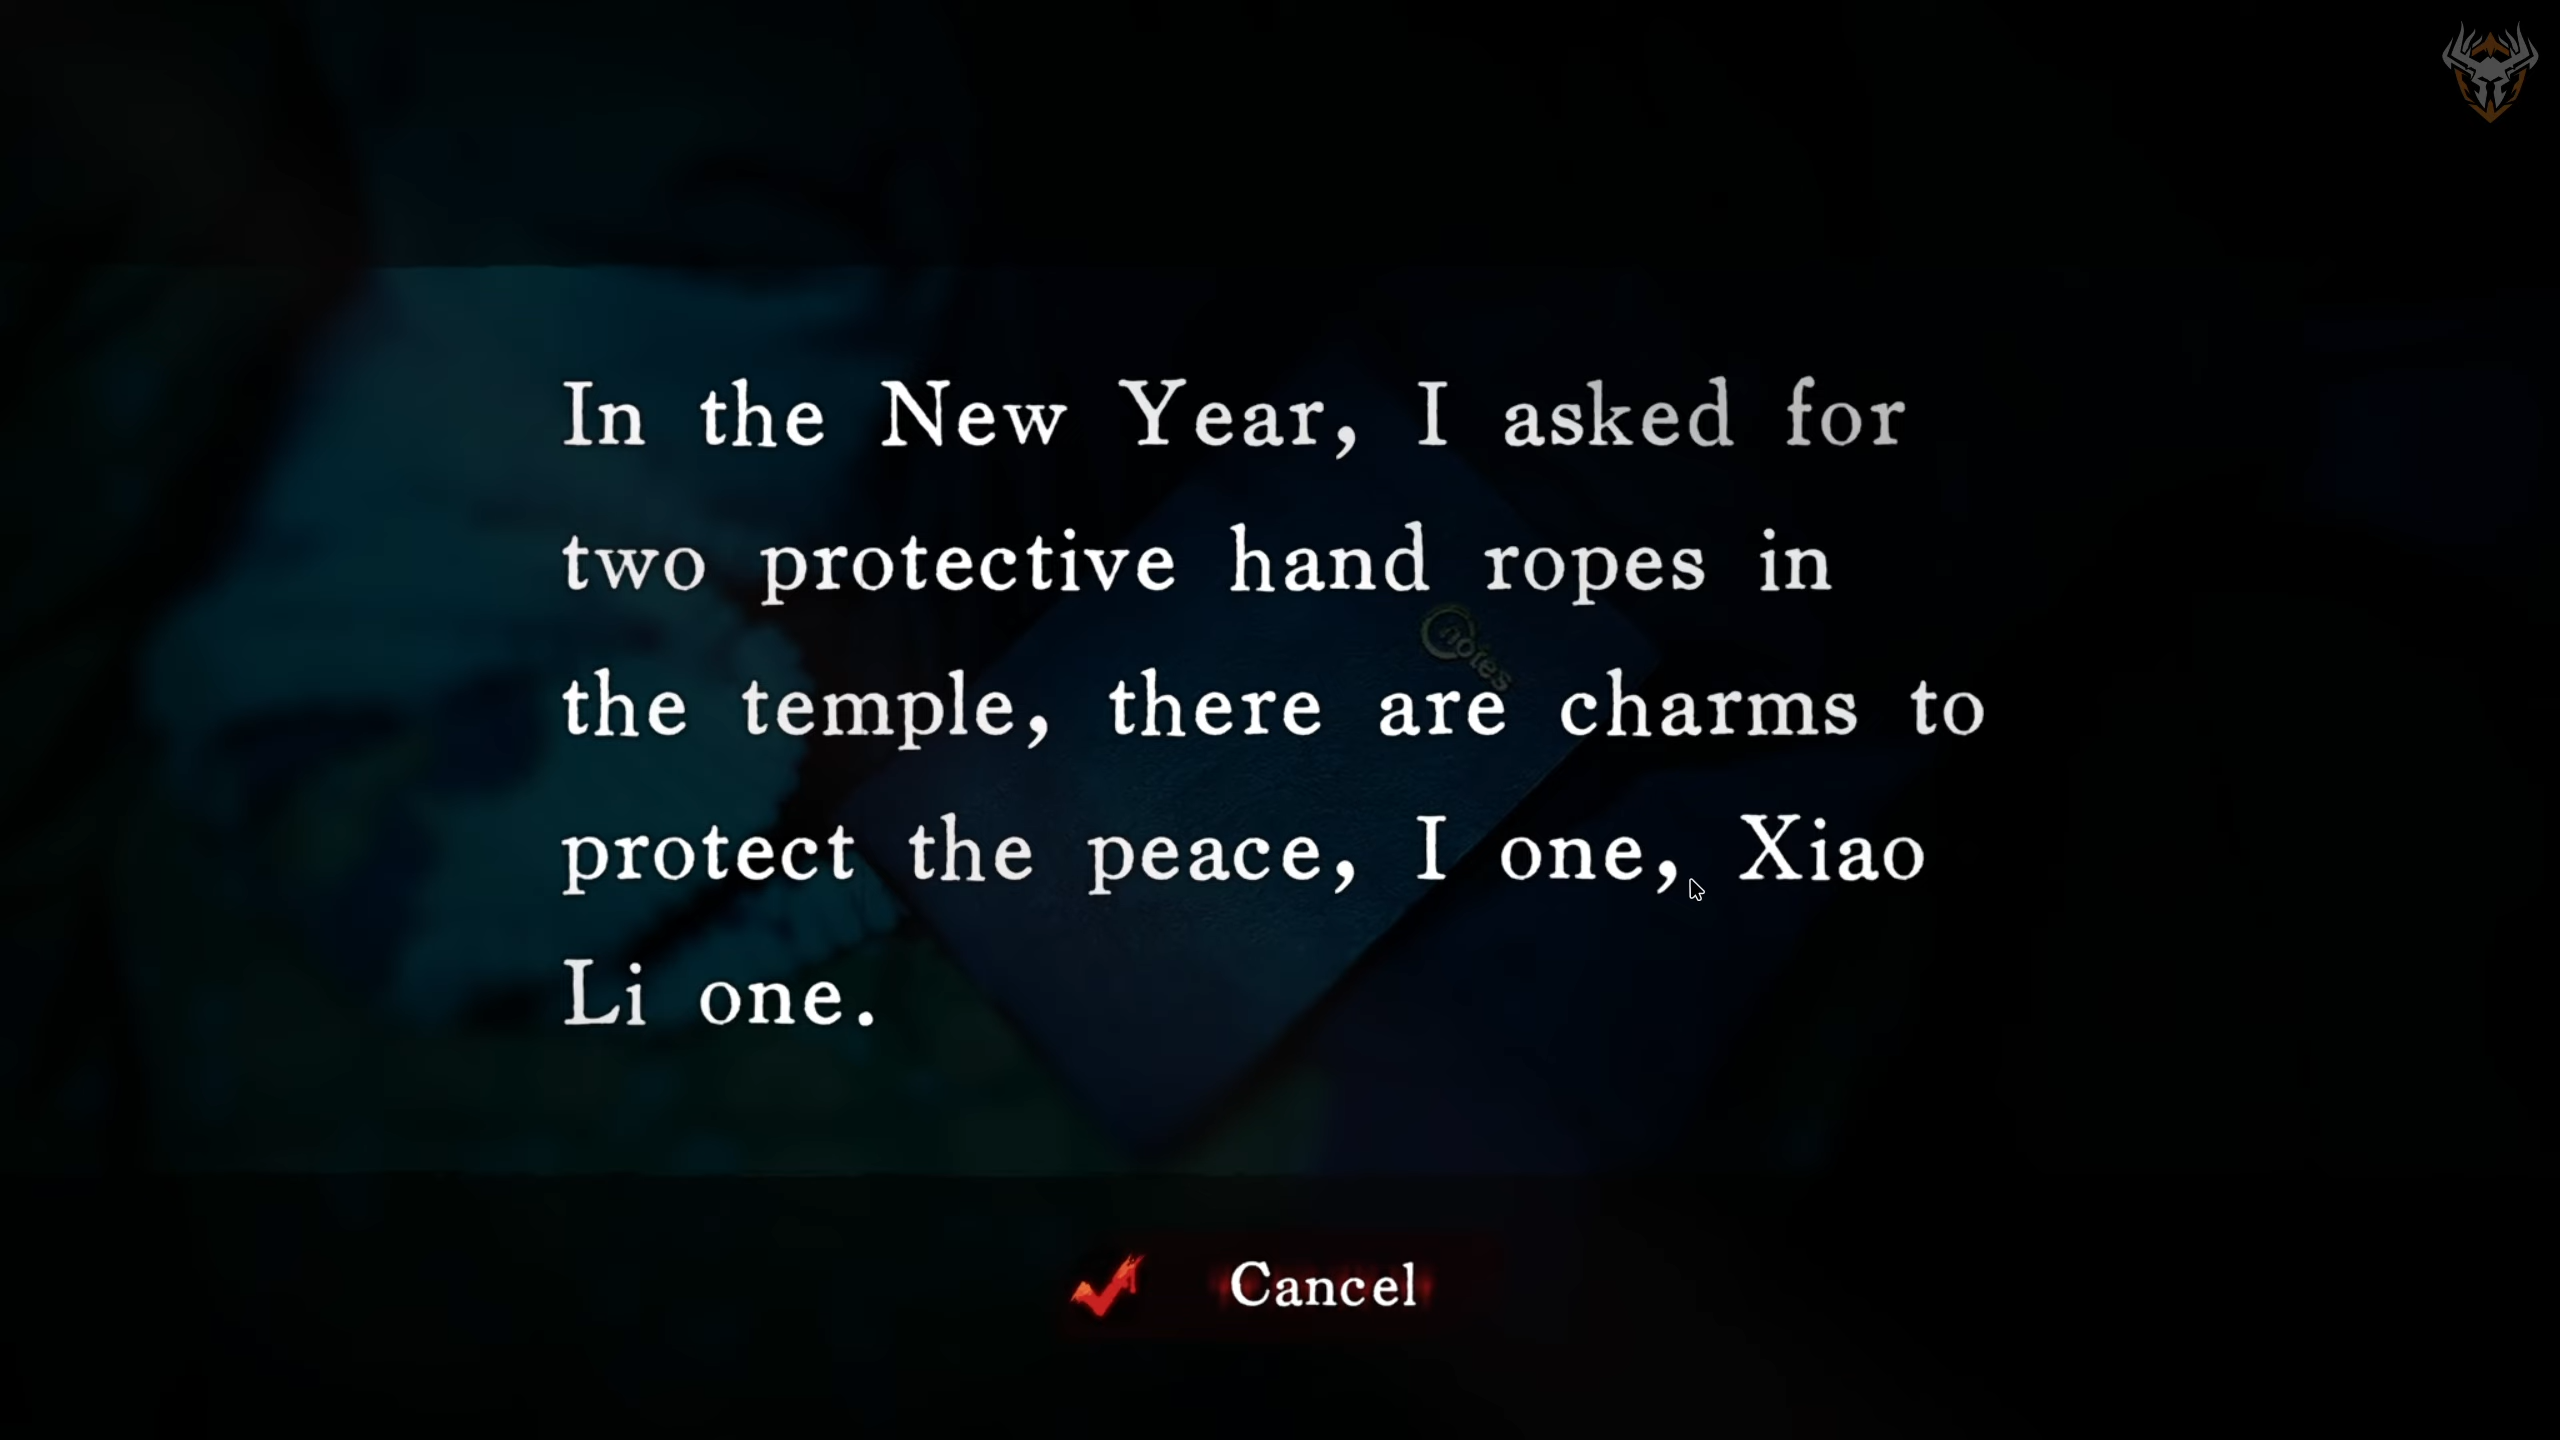 In the New Year, I asked for
two protective hand ropes in
notes
the temple, there are charms to
protect the peace, I one, Xiao
Li one.
Cancel